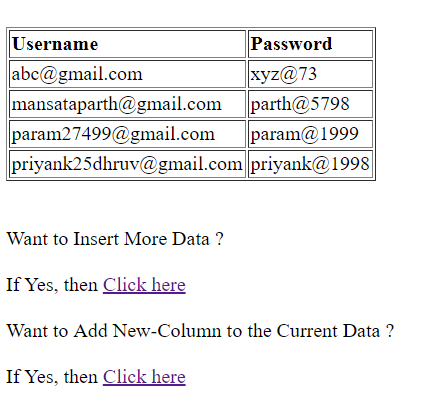 Username Password
abc@gmail.com xyz@73
mansataparth@gmail.com parth@5798
param27499@gmail.com param@1999
priyank25dhruv@gmail.com priyank@1998
Want to Insert More Data ?
If Yes, then Click here
Want to Add New-Column to the Current Data ?
If Yes, then Click here